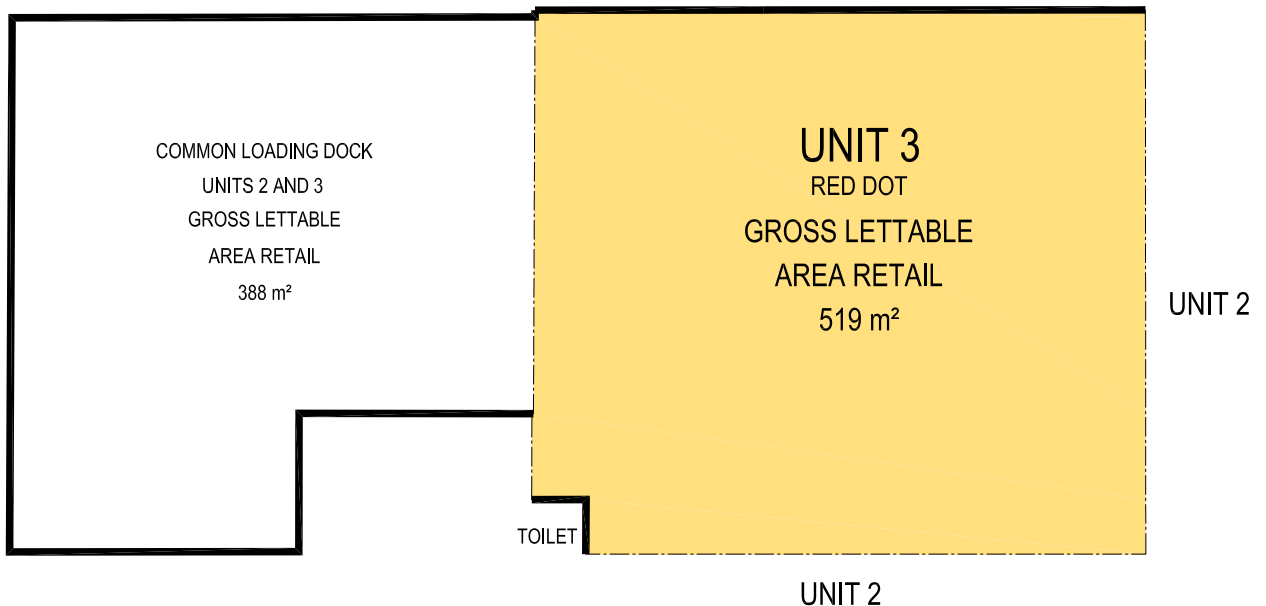 COMMON LOADING DOCK
UNITS 2 AND 3
GROSS LETTABLE
AREA RETAIL
388 m²
UNIT 3
RED DOT
GROSS LETTABLE
AREA RETAIL
519 m²
UNIT 2
TOILET
UNIT 2